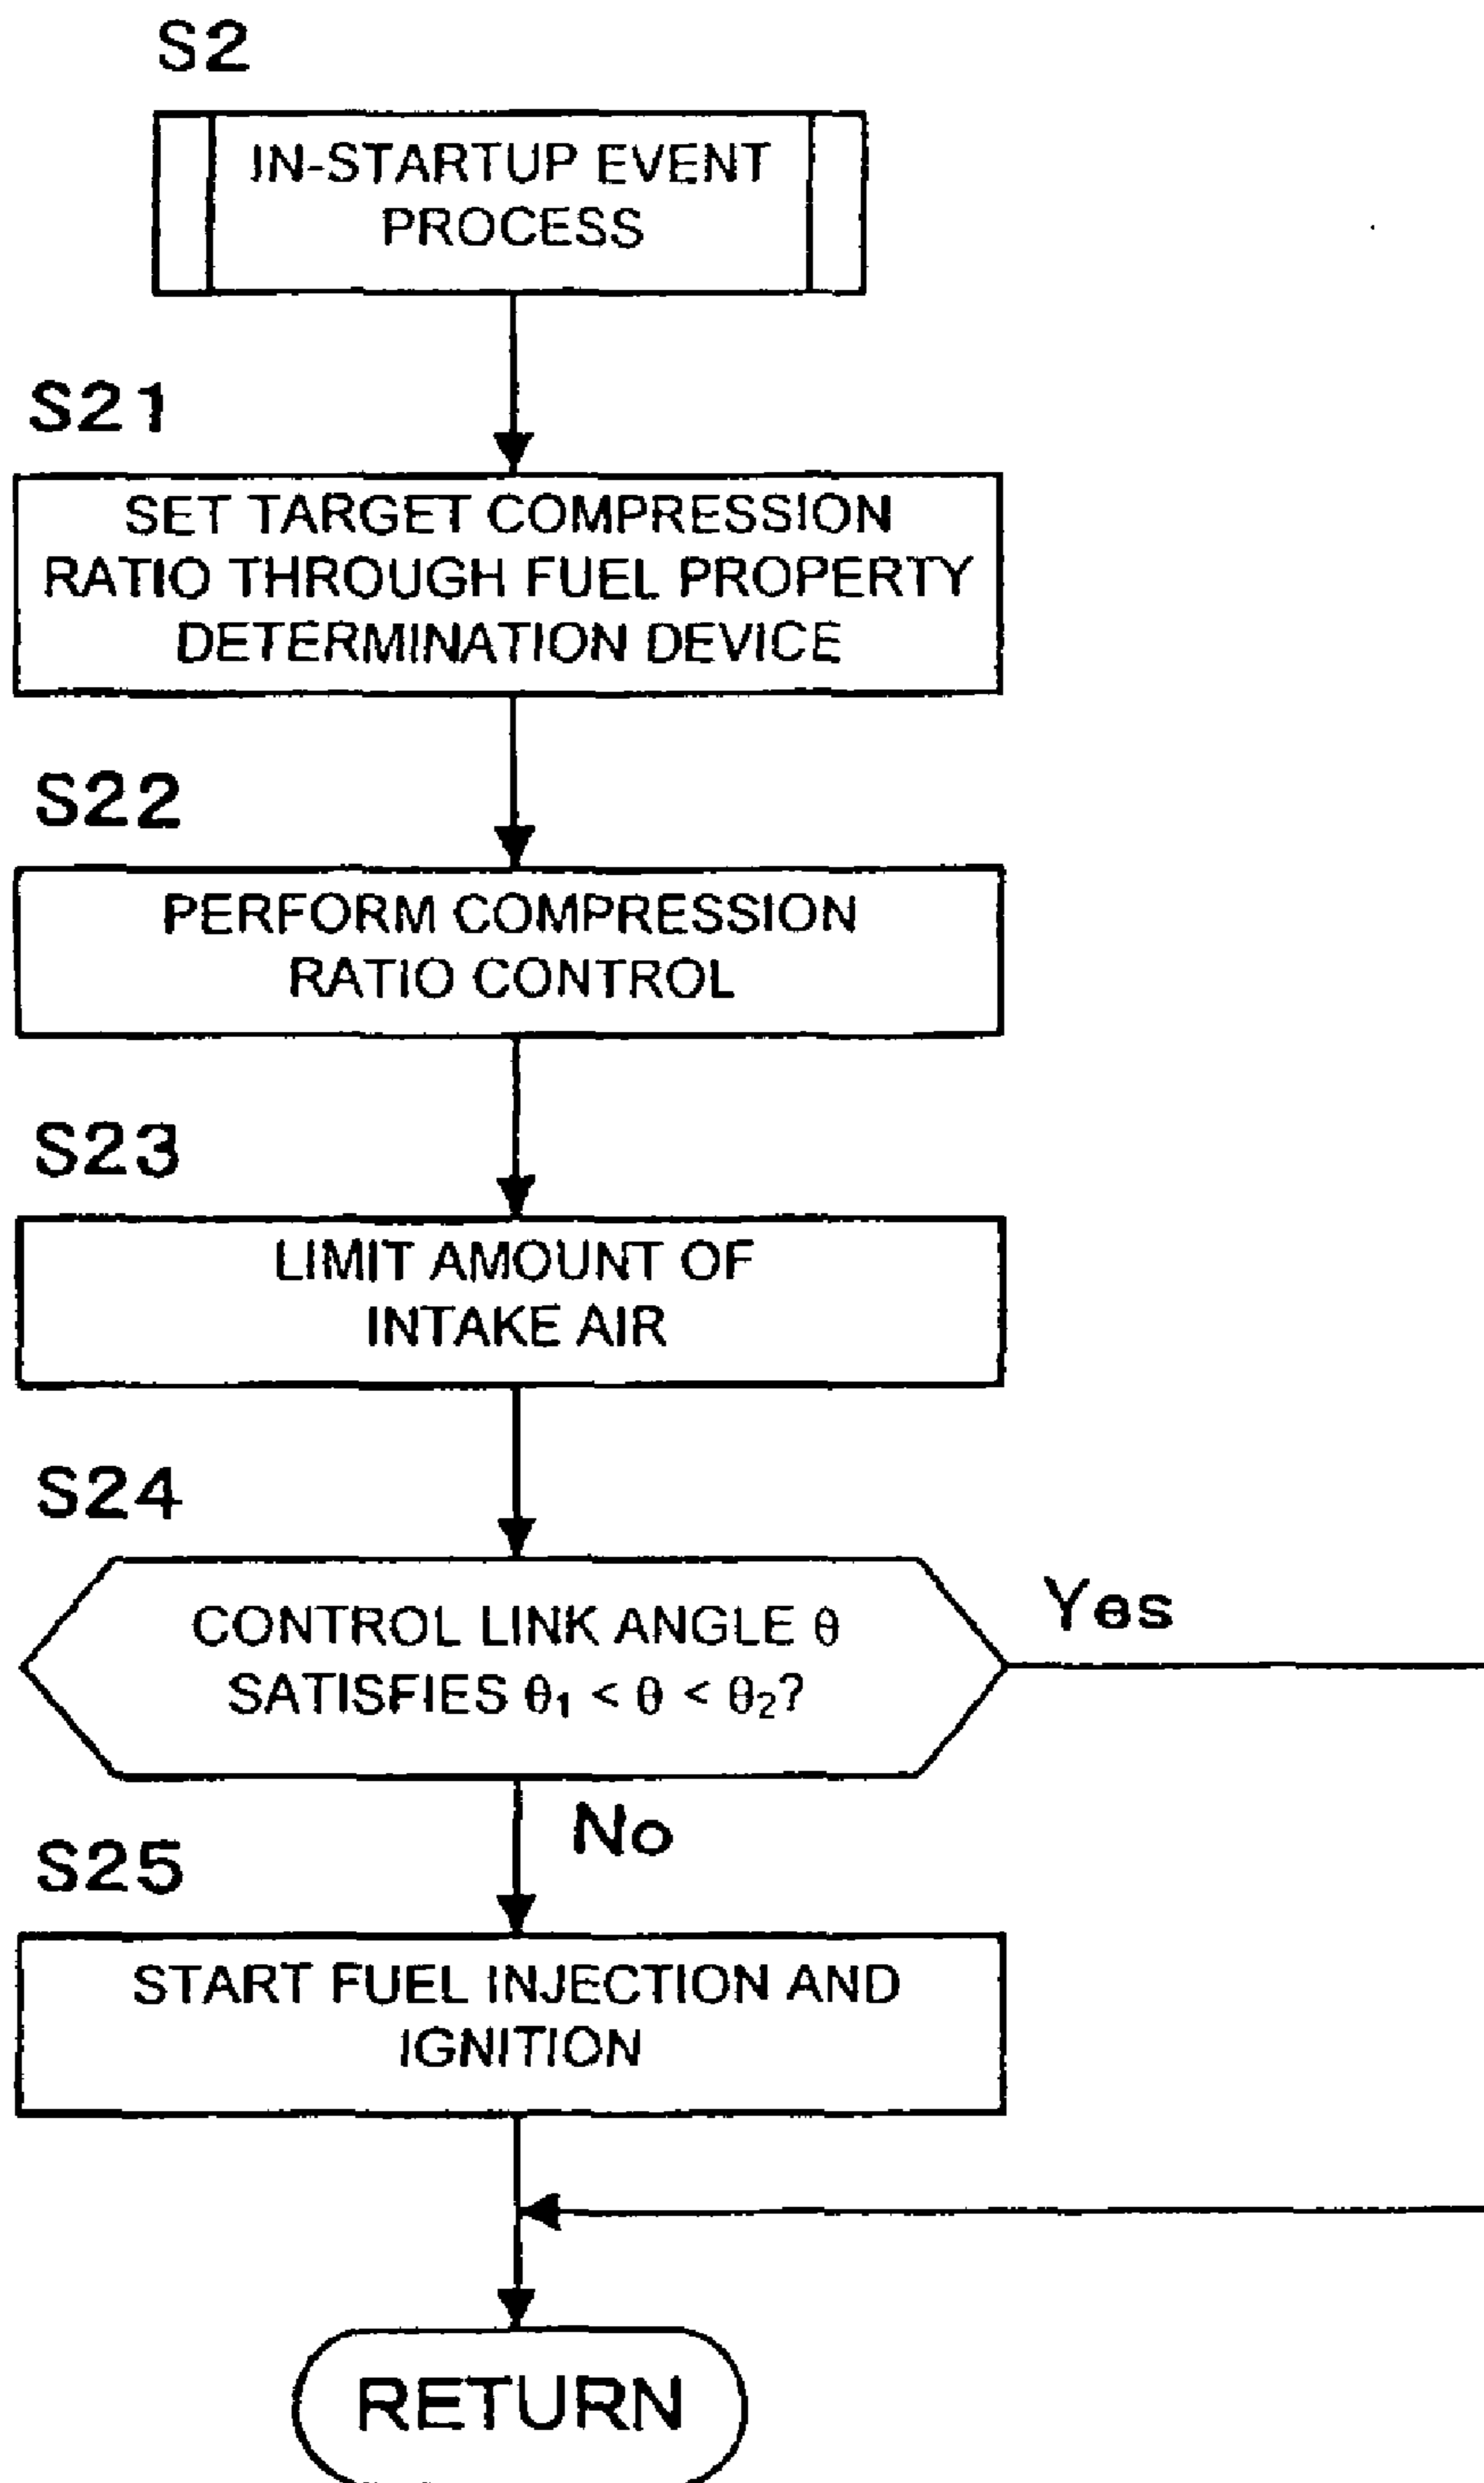 S2
IN-STARTUP EVENT
PROCESS
S21
SET TARGET COMPRESSION
RATIO THROUGH FUEL PROPERTY
DETERMINATION DEVICE
S22
PERFORM COMPRESSION
RATIO CONTROL
S23
LIMIT AMOUNT OF
INTAKE AIR
S24
CONTROL LINK ANGLE θ
SATISFIES θ₁ < θ < θ₂?
Yes
No
S25
START FUEL INJECTION AND
IGNITION
RETURN